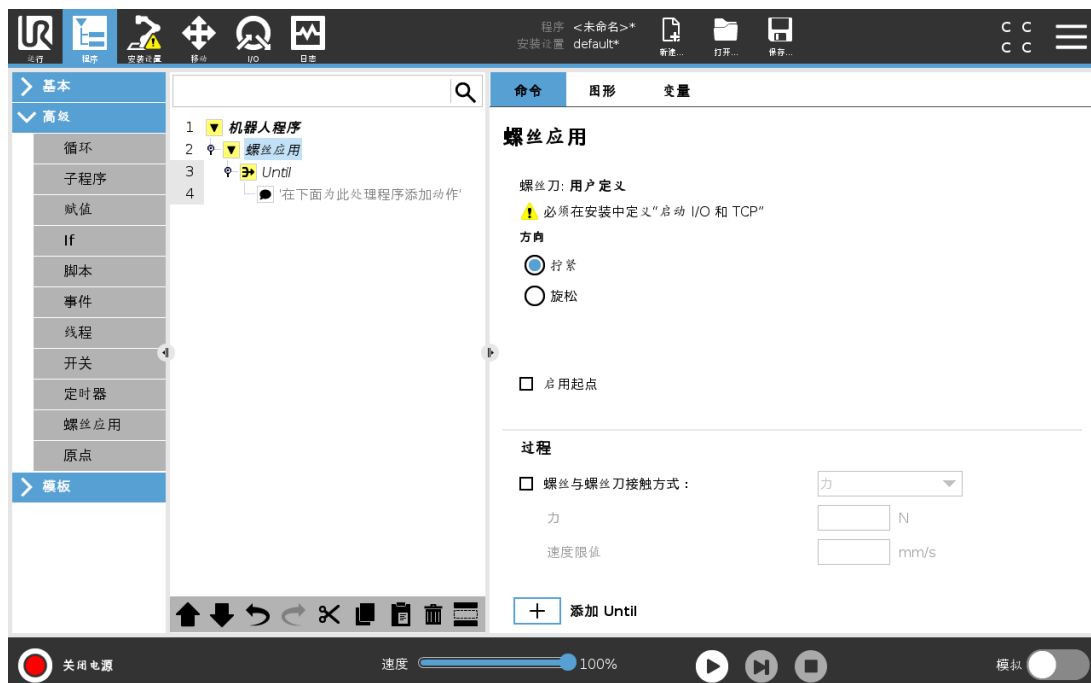 UR
运行
程序
安装设置
移动
I/O
日志
程序 <未命名>*
安装设置 default*
新建...
打开...
保存...
C C
C C
基本
高级
循环
子程序
赋值
If
脚本
事件
线程
开关
定时器
螺丝应用
原点
模板
1 机器人程序
2 螺丝应用
3 Until
4 '在下面为此处理程序添加动作'
命令 图形 变量
螺丝应用
螺丝刀: 用户定义
必须在安装中定义"启动 I/O 和 TCP"
方向
拧紧
旋松
启用起点
过程
螺丝与螺丝刀接触方式： 力
力 N
速度限值 mm/s
添加 Until
关闭电源
速度 100%
模拟